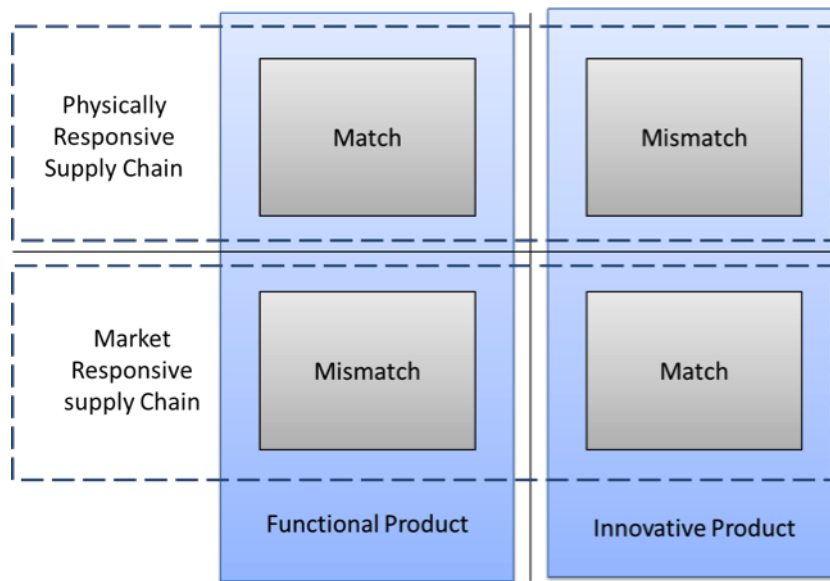 Physically
Responsive
Supply Chain
Match
Mismatch
Market
Responsive
supply Chain
Mismatch
Match
Functional Product
Innovative Product